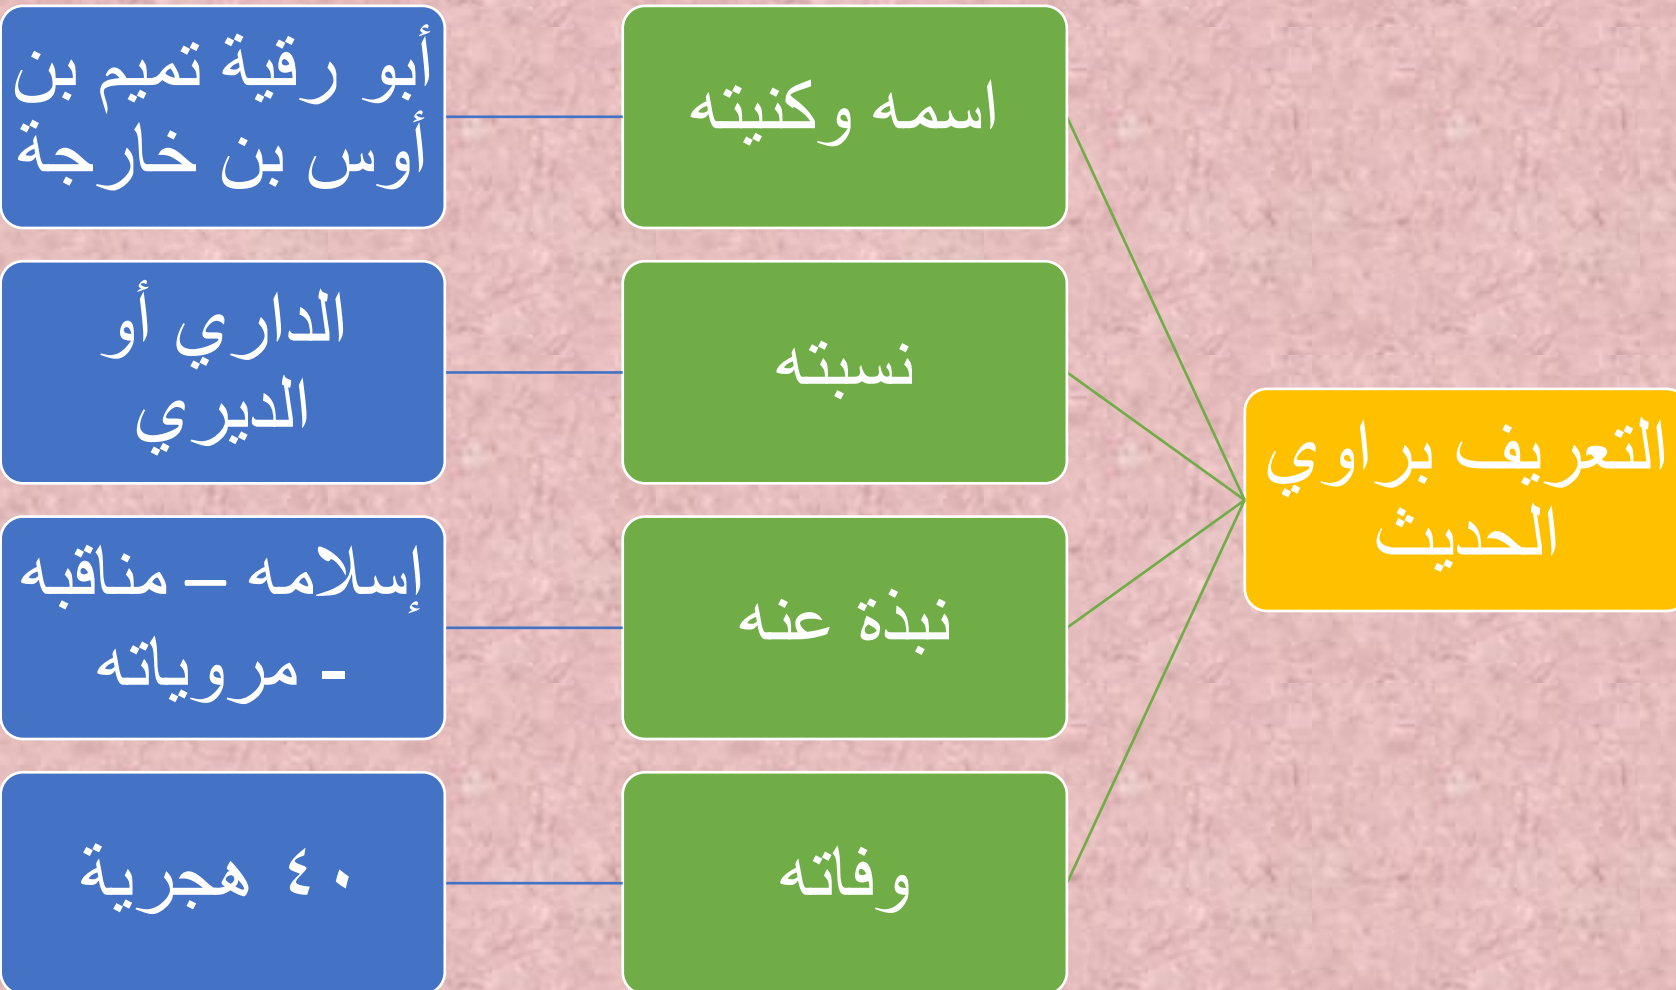 التعريف براوي
الحديث
اسمه وكنيته
أبو رقية تميم بن
أوس بن خارجة
نسبته
الداري أو
الديري
نبذة عنه
إسلامه – مناقبه
- مروياته
وفاته
٤٠ هجرية